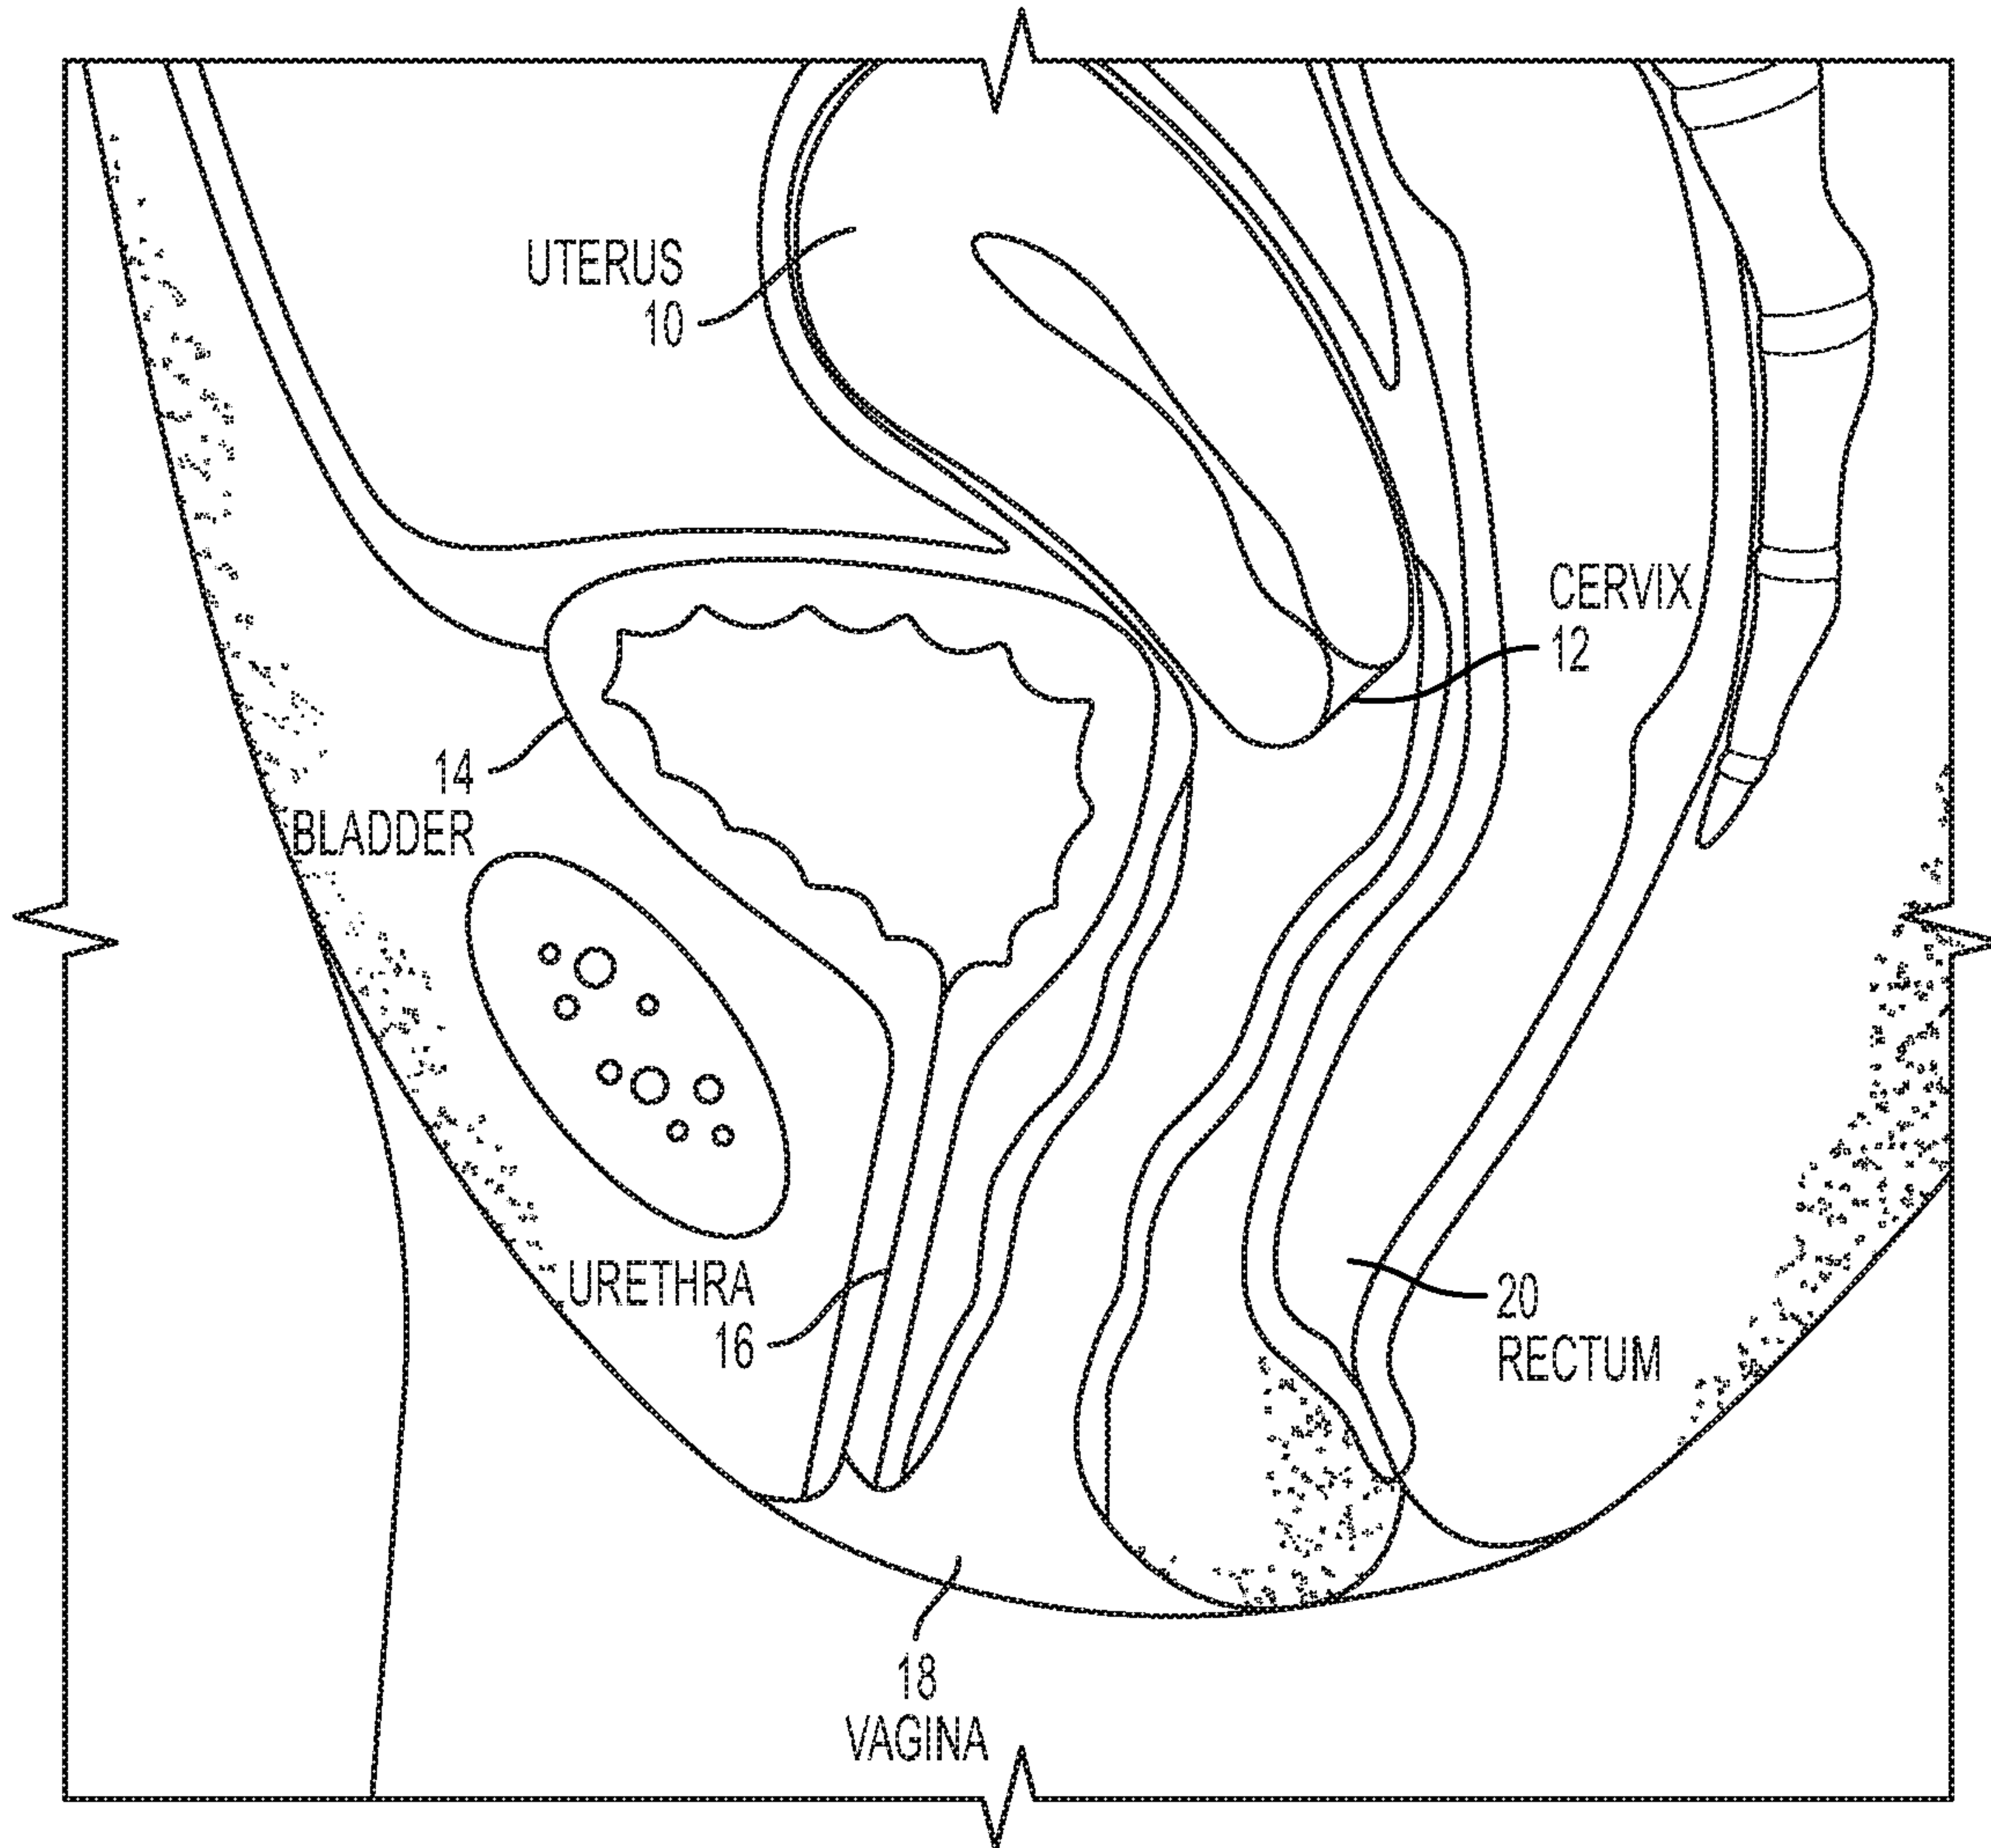 UTERUS
10
CERVIX
12
14
BLADDER
URETHRA
16
20
RECTUM
18
VAGINA